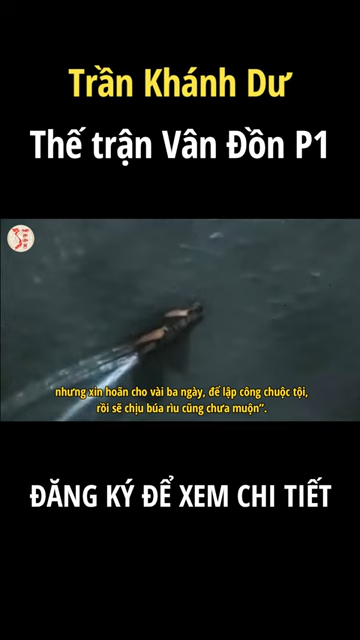 Trần Khánh Dư
Thế trận Vân Đồn P1
nhưng xin hoãn cho vài ba ngày, để lập công chuộc tội,
rồi sẽ chịu búa rìu cũng chưa muộn".
ĐĂNG KÝ ĐỂ XEM CHI TIẾT